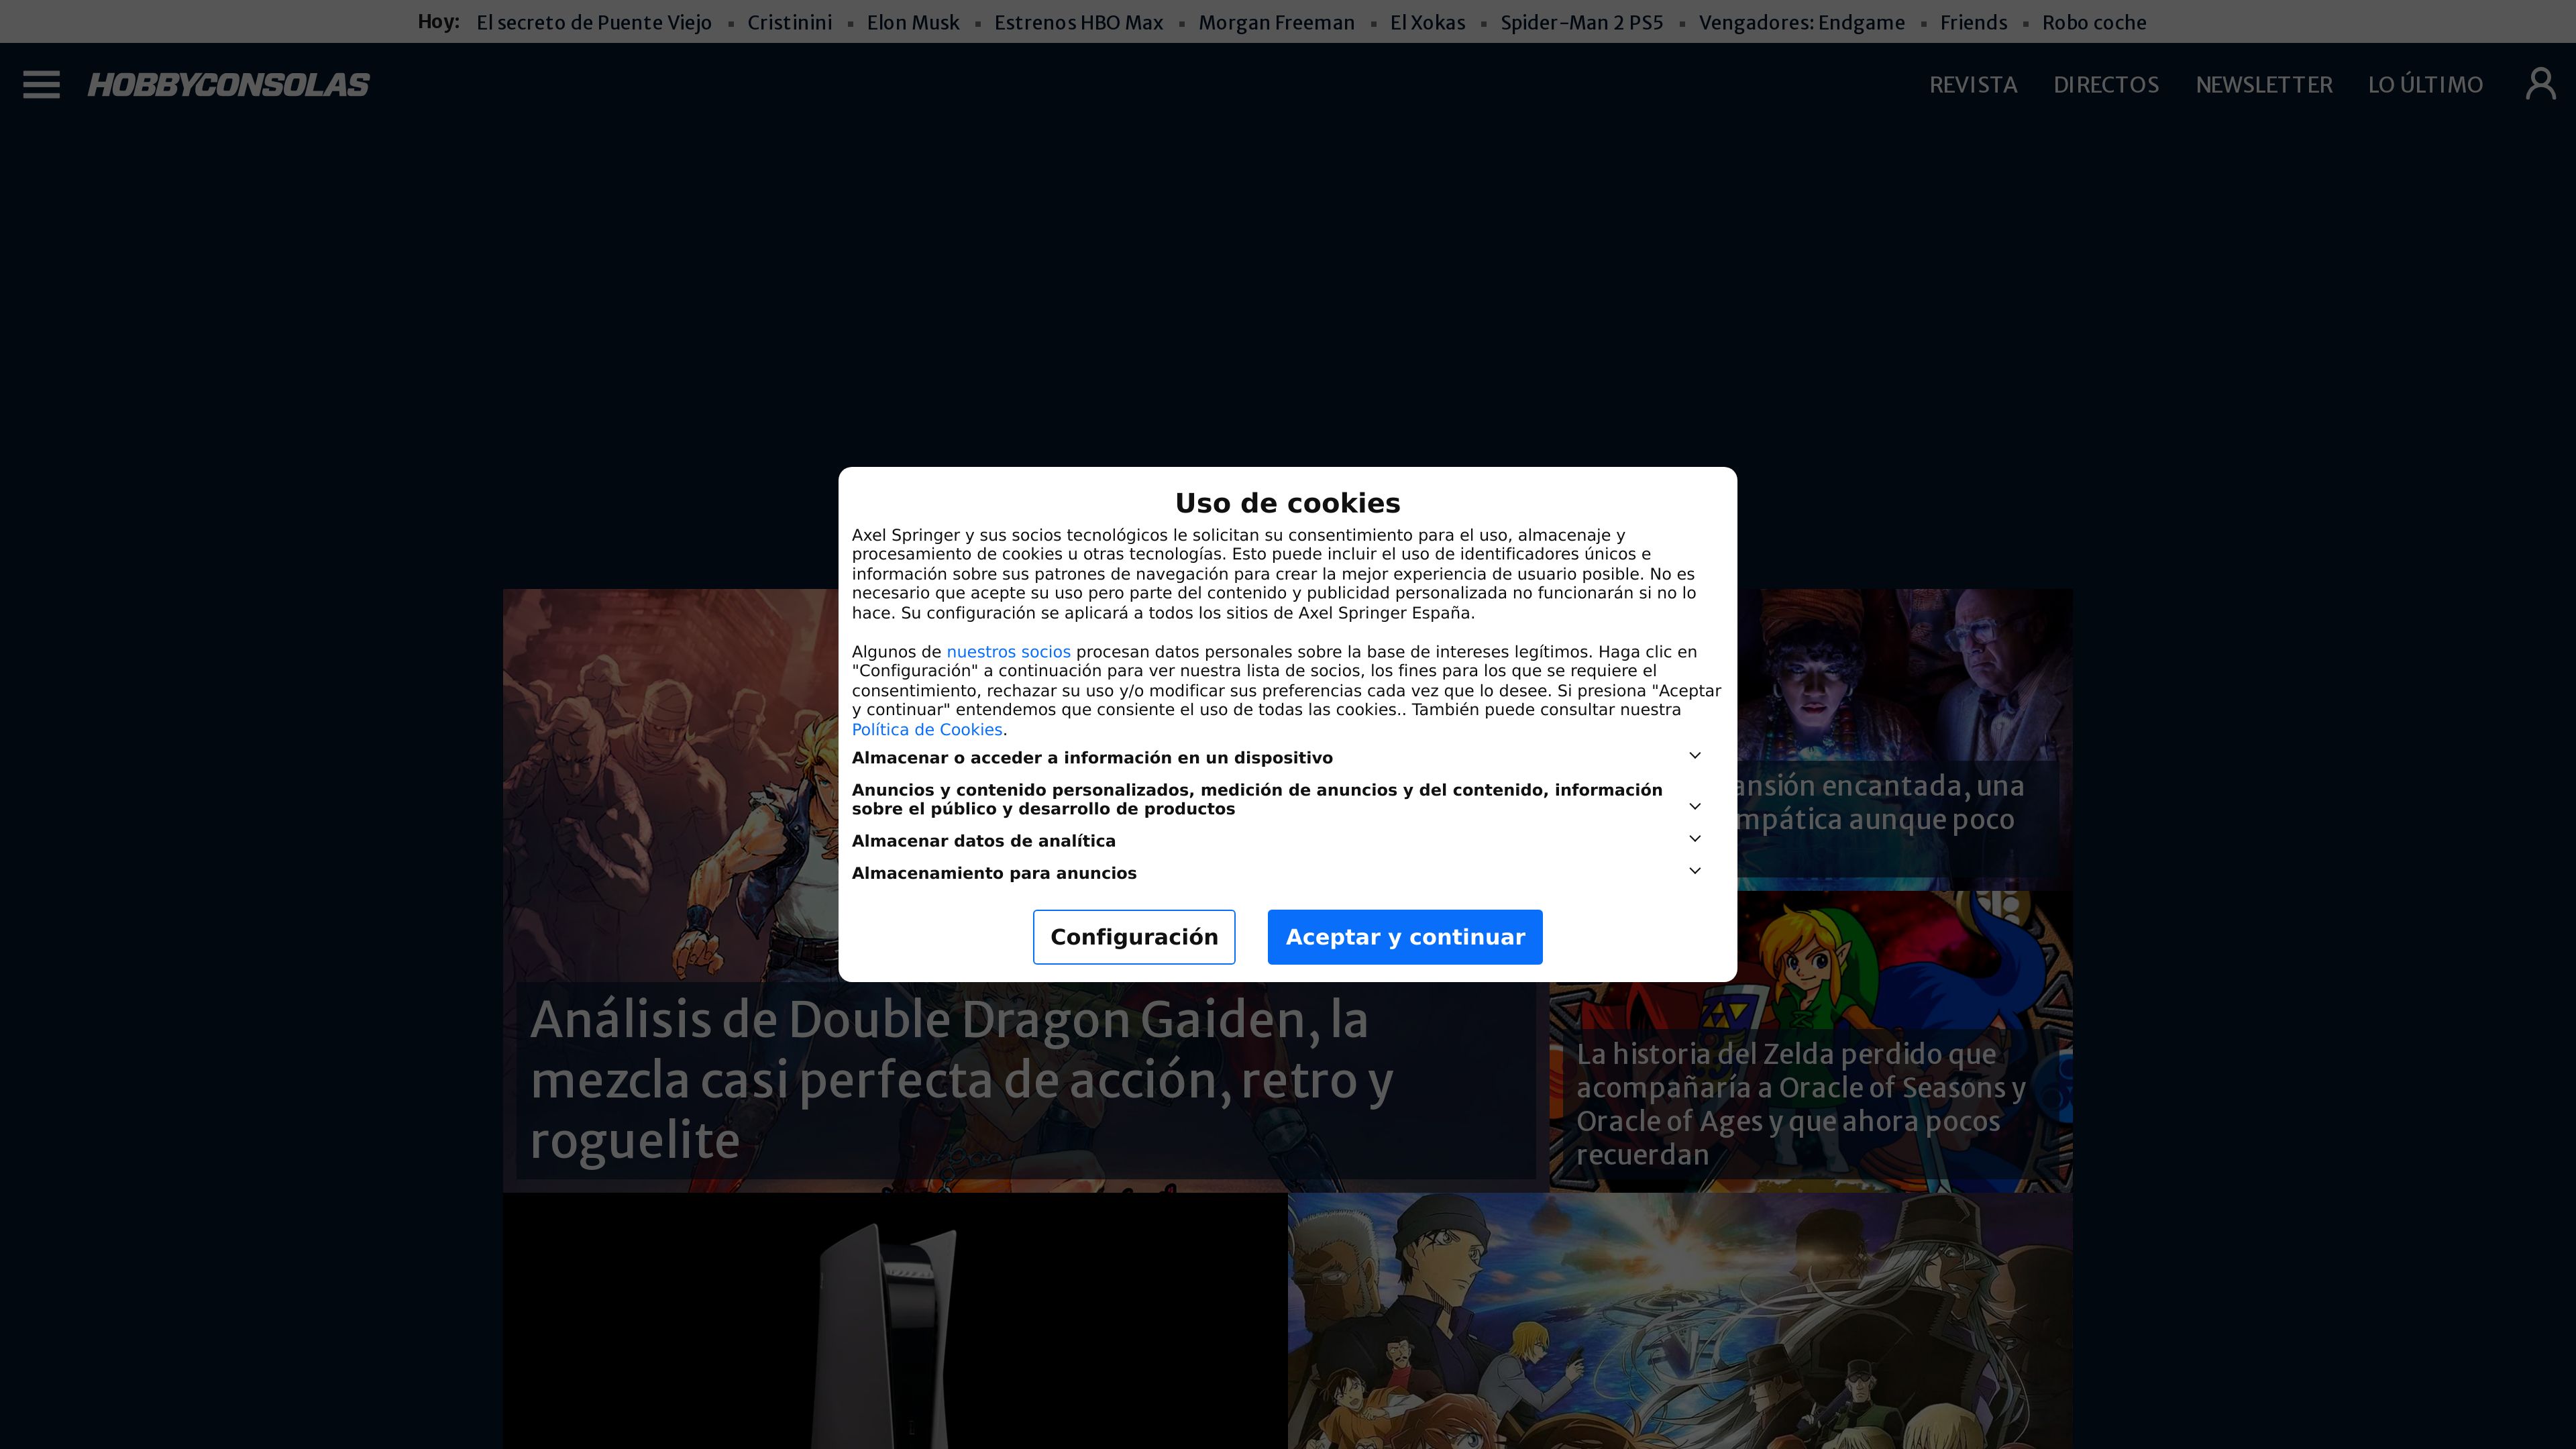 Hoy: El secreto de Puente Viejo ▪ Cristinini ▪ Elon Musk ▪ Estrenos HBO Max ▪ Morgan Freeman ▪ El Xokas ▪ Spider-Man 2 PS5 ▪ Vengadores: Endgame ▪ Friends ▪ Robo coche
HOBBYCONSOLAS REVISTA DIRECTOS NEWSLETTER LO ÚLTIMO
Uso de cookies
Axel Springer y sus socios tecnológicos le solicitan su consentimiento para el uso, almacenaje y
procesamiento de cookies u otras tecnologías. Esto puede incluir el uso de identificadores únicos e
información sobre sus patrones de navegación para crear la mejor experiencia de usuario posible. No es
necesario que acepte su uso pero parte del contenido y publicidad personalizada no funcionarán si no lo
hace. Su configuración se aplicará a todos los sitios de Axel Springer España.
Algunos de nuestros socios procesan datos personales sobre la base de intereses legítimos. Haga clic en
"Configuración" a continuación para ver nuestra lista de socios, los fines para los que se requiere el
consentimiento, rechazar su uso y/o modificar sus preferencias cada vez que lo desee. Si presiona "Aceptar
y continuar" entendemos que consiente el uso de todas las cookies.. También puede consultar nuestra
Política de Cookies.
Almacenar o acceder a información en un dispositivo
Anuncios y contenido personalizados, medición de anuncios y del contenido, información
sobre el público y desarrollo de productos
Almacenar datos de analítica
Almacenamiento para anuncios
Configuración Aceptar y continuar
encantada, una
aunque poco
Análisis de Double Dragon Gaiden, la
mezcla casi perfecta de acción, retro y
roguelite
La historia del Zelda perdido que
acompañaría a Oracle of Seasons y
Oracle of Ages y que ahora pocos
recuerdan